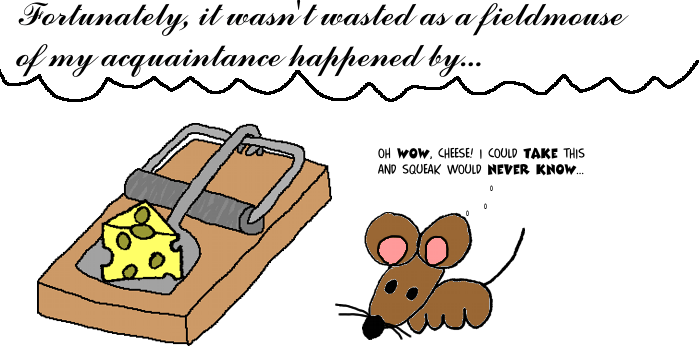 Fortunately, it wasn't wasted as a fieldmouse
of my acquaintance happened by...
OH WOW, CHEESE! I COULD TAKE THIS
AND SQUEAK WOULD NEVER KNOW...